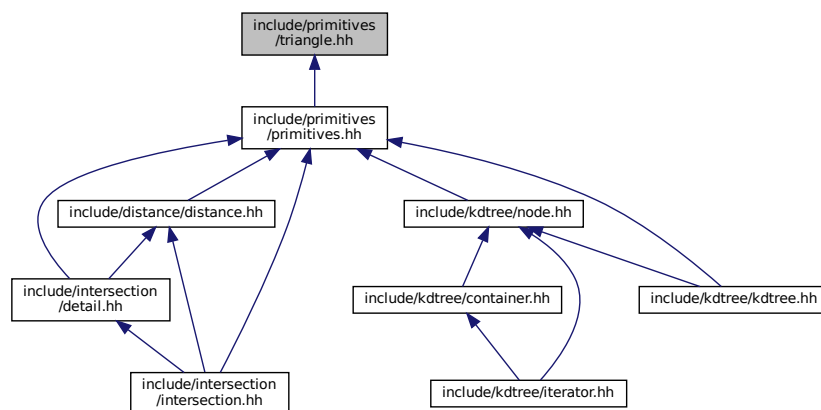 include/primitives
/triangle.hh
include/primitives
/primitives.hh
include/distance/distance.hh
include/kdtree/node.hh
include/intersection
/detail.hh
include/kdtree/container.hh
include/kdtree/kdtree.hh
include/intersection
/intersection.hh
include/kdtree/iterator.hh